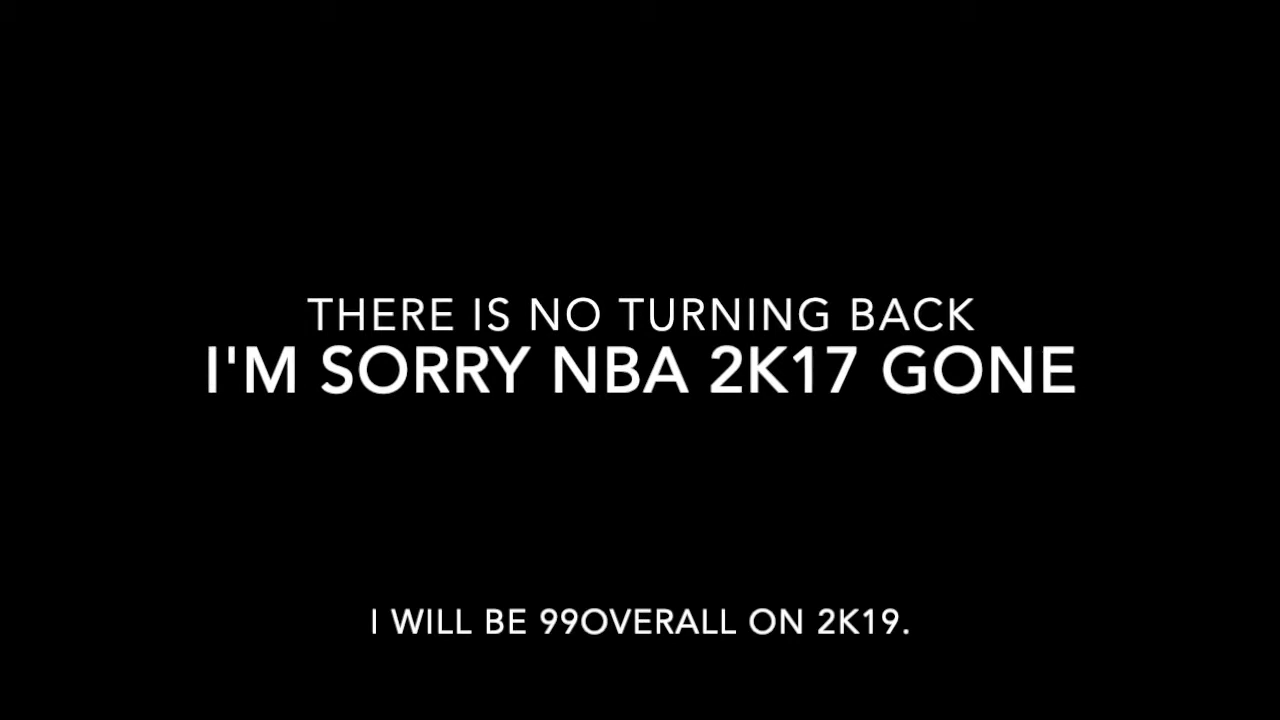 THERE IS NO TURNING BACK
I'M SORRY NBA 2K17 GONE
I WILL BE 99OVERALL ON 2K19.